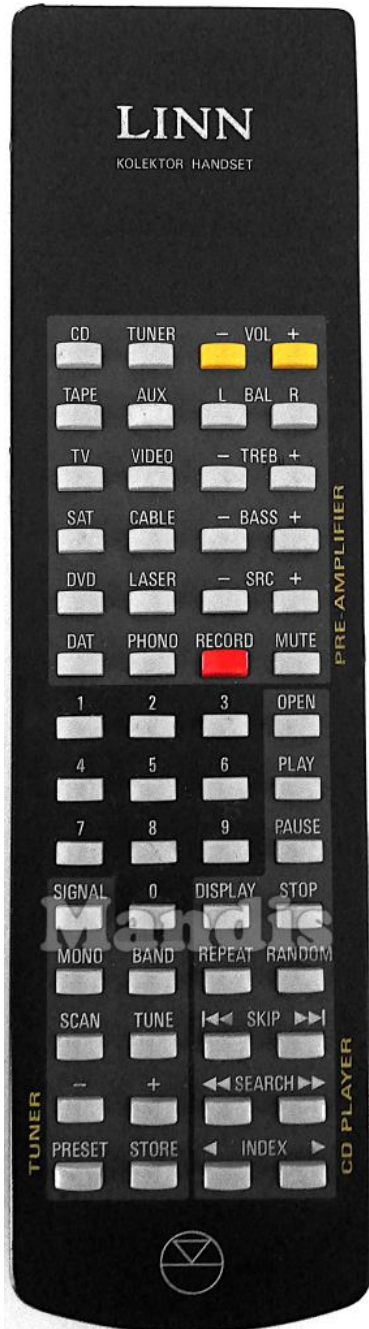 LINN
KOLEKTOR HANDSET
CD TUNER - VOL +
TAPE AUX L BAL R
TV VIDEO - TREB +
SAT CABLE - BASS +
DVD LASER - SRC +
DAT PHONO RECORD MUTE
PRE-AMPLIFIER
1 2 3 OPEN
4 5 6 PLAY
7 8 9 PAUSE
SIGNAL 0 DISPLAY STOP
Mandis
MONO BAND REPEAT RANDOM
SCAN TUNE |◀◀ SKIP ▶▶|
- + ◀◀ SEARCH ▶▶
PRESET STORE ◀ INDEX ▶
TUNER
CD PLAYER